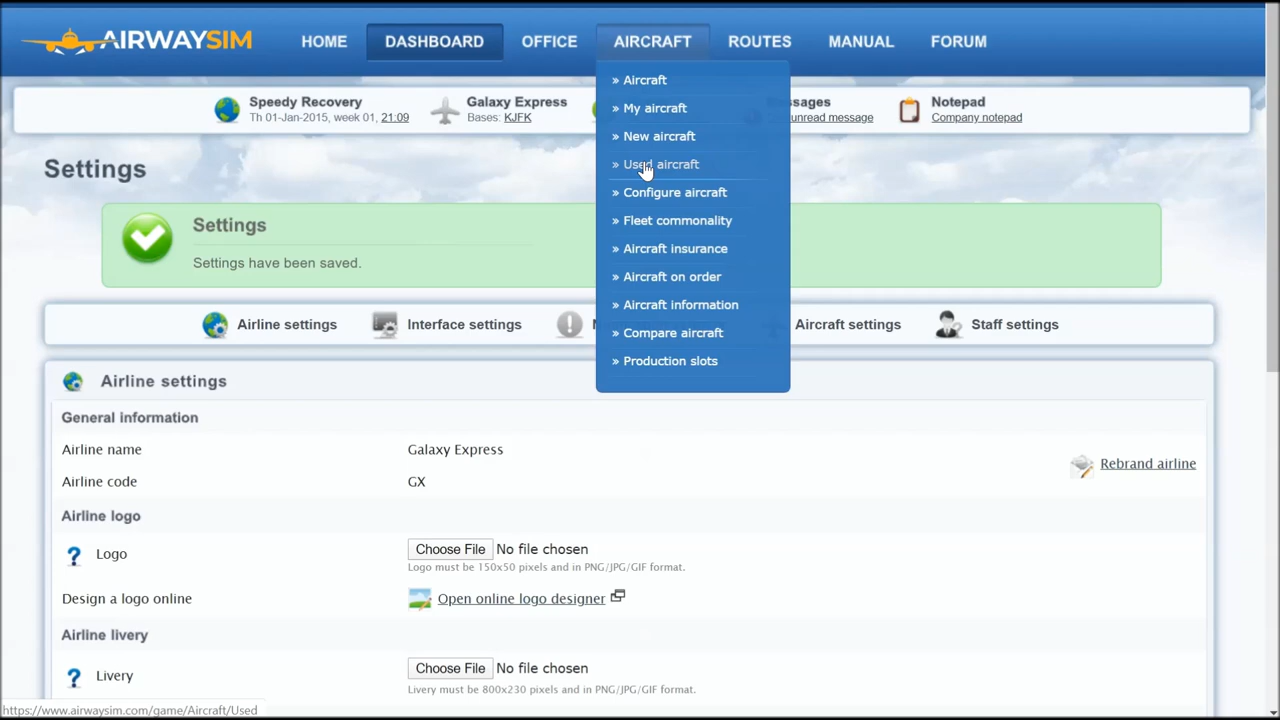 AIRWAYSIM
HOME
DASHBOARD
OFFICE
AIRCRAFT
ROUTES
MANUAL
FORUM
» Aircraft
» My aircraft
» New aircraft
» Used aircraft
» Configure aircraft
» Fleet commonality
» Aircraft insurance
» Aircraft on order
» Aircraft information
» Compare aircraft
» Production slots
Speedy Recovery
Th 01-Jan-2015, week 01, 21:09
Galaxy Express
Bases: KJFK
unread message
Notepad
Company notepad
Settings
Settings
Settings have been saved.
Airline settings
Interface settings
Aircraft settings
Staff settings
Airline settings
General information
Airline name
Galaxy Express
Airline code
GX
Rebrand airline
Airline logo
? Logo
Choose File No file chosen
Logo must be 150x50 pixels and in PNG/JPG/GIF format.
Design a logo online
Open online logo designer
Airline livery
? Livery
Choose File No file chosen
Livery must be 800x230 pixels and in PNG/JPG/GIF format.
https://www.airwaysim.com/game/Aircraft/Used